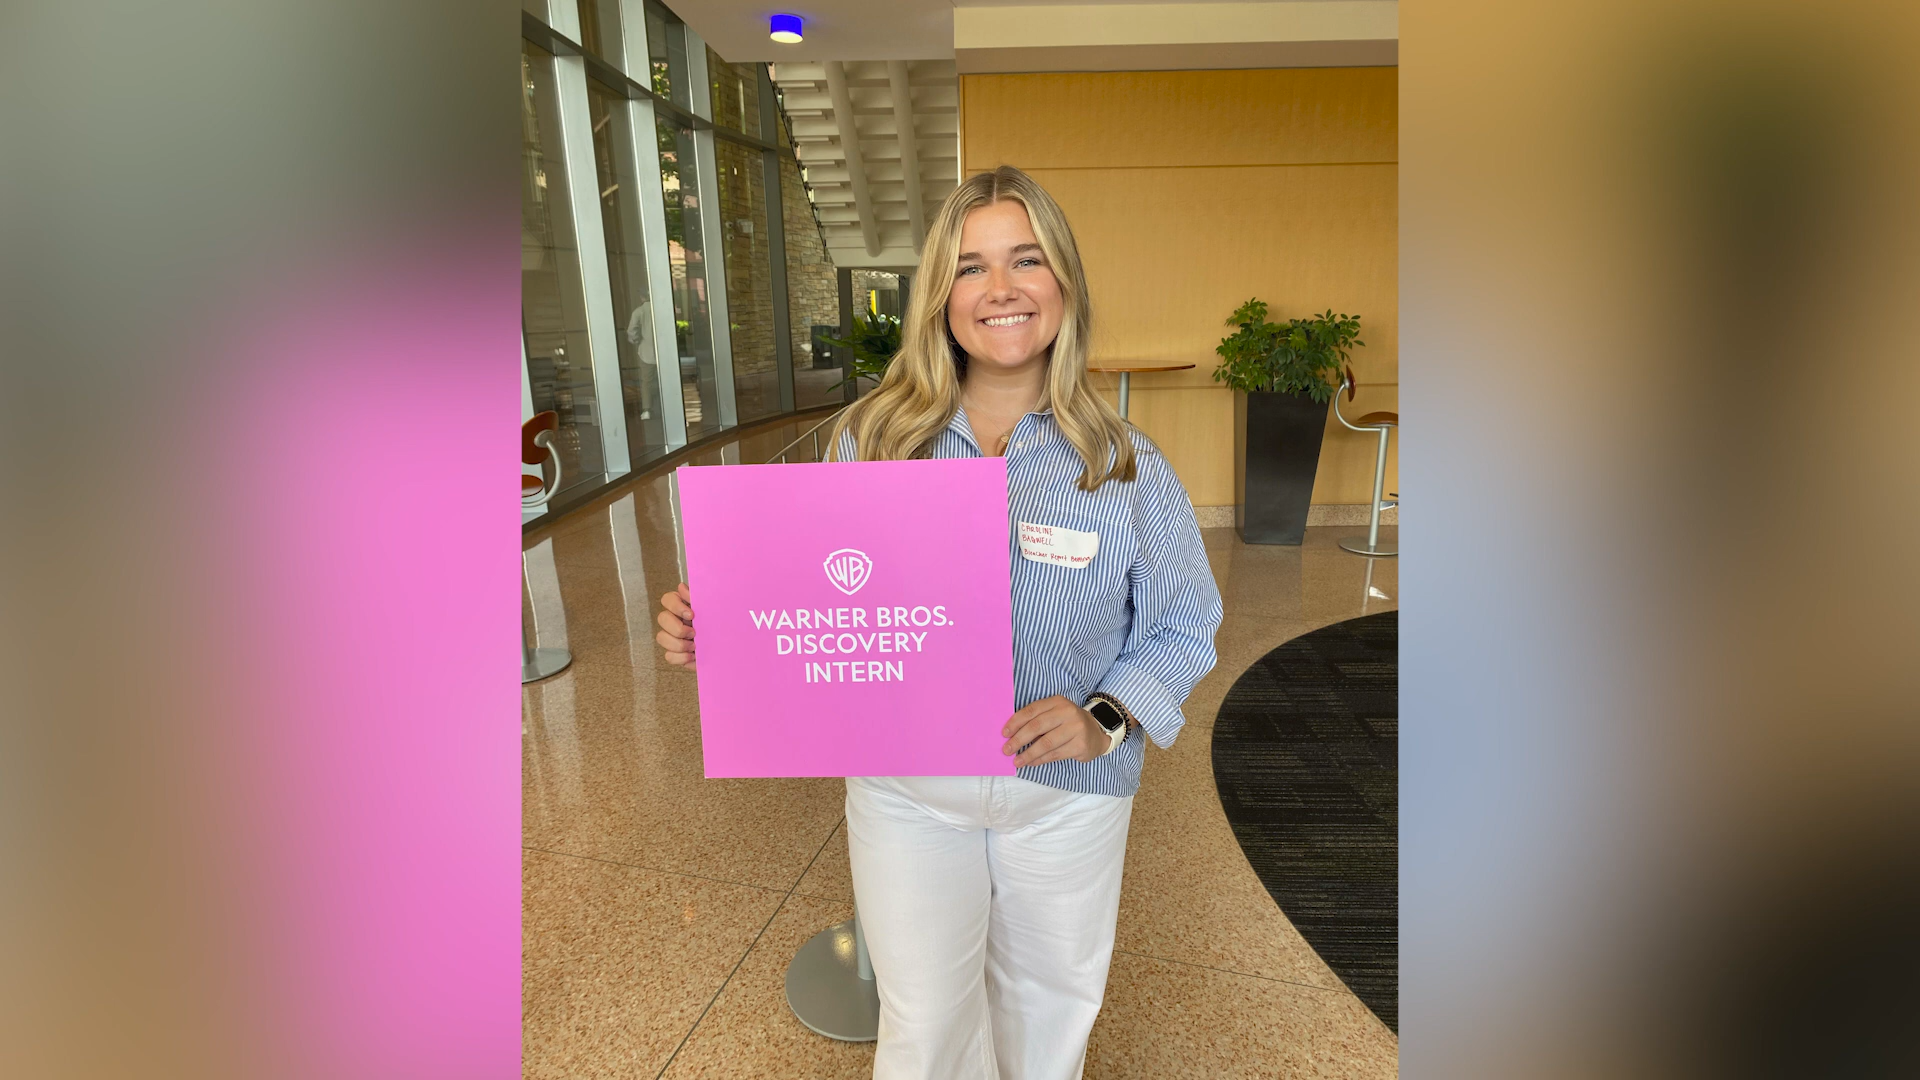 WB
WARNER BROS.
DISCOVERY
INTERN
CAROLINE
BAGWELL
Bleacher Report